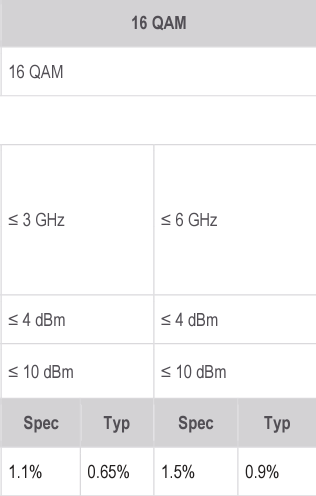 16 QAM
16 QAM
≤ 3 GHz ≤ 6 GHz
≤ 4 dBm ≤ 4 dBm
≤ 10 dBm ≤ 10 dBm
Spec Typ Spec Typ
1.1% 0.65% 1.5% 0.9%